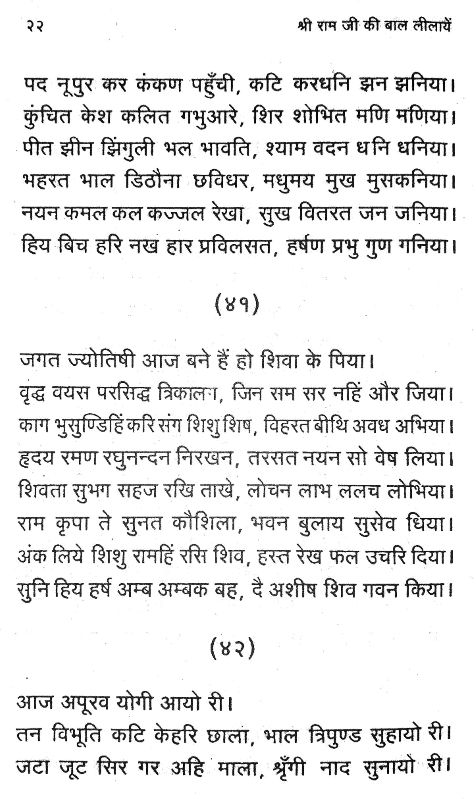 २२ श्री राम जी की बाल लीलायें
पद नूपुर कर कंकण पहुँची, कटि करधनि झन झनिया।
कुंचित केश कलित गभुआरे, शिर शोभित मणि मणिया।
पीत झीन झिंगुली भल भावति, श्याम वदन धनि धनिया।
भहरत भाल डिठौना छविधर, मधुमय मुख मुसकनिया।
नयन कमल कल कज्जल रेखा, सुख वितरत जन जनिया।
हिय बिच हरि नख हार प्रविलसत, हर्षण प्रभु गुण गनिया।
(४१)
जगत ज्योतिषी आज बने हैं हो शिवा के पिया।
वृद्ध वयस परसिद्ध त्रिकालग, जिन सम सर नहिं और जिया।
काग भुसुण्डिहिं करि संग शिशु शिष, विहरत बीथि अवध अभिया।
हृदय रमण रघुनन्दन निरखन, तरसत नयन सो वेष लिया।
शिवता सुभग सहज रखि ताखे, लोचन लाभ ललच लोभिया।
राम कृपा ते सुनत कौशिला, भवन बुलाय सुसेव धिया।
अंक लिये शिशु रामहिं रसि शिव, हस्त रेख फल उचरि दिया।
सुनि हिय हर्ष अम्ब अम्बक बह, दै अशीष शिव गवन किया।
(४२)
आज अपूरव योगी आयो री।
तन विभूति कटि केहरि छाला, भाल त्रिपुण्ड सुहायो री।
जटा जूट सिर गर अहि माला, श्रृँगी नाद सुनायो री।